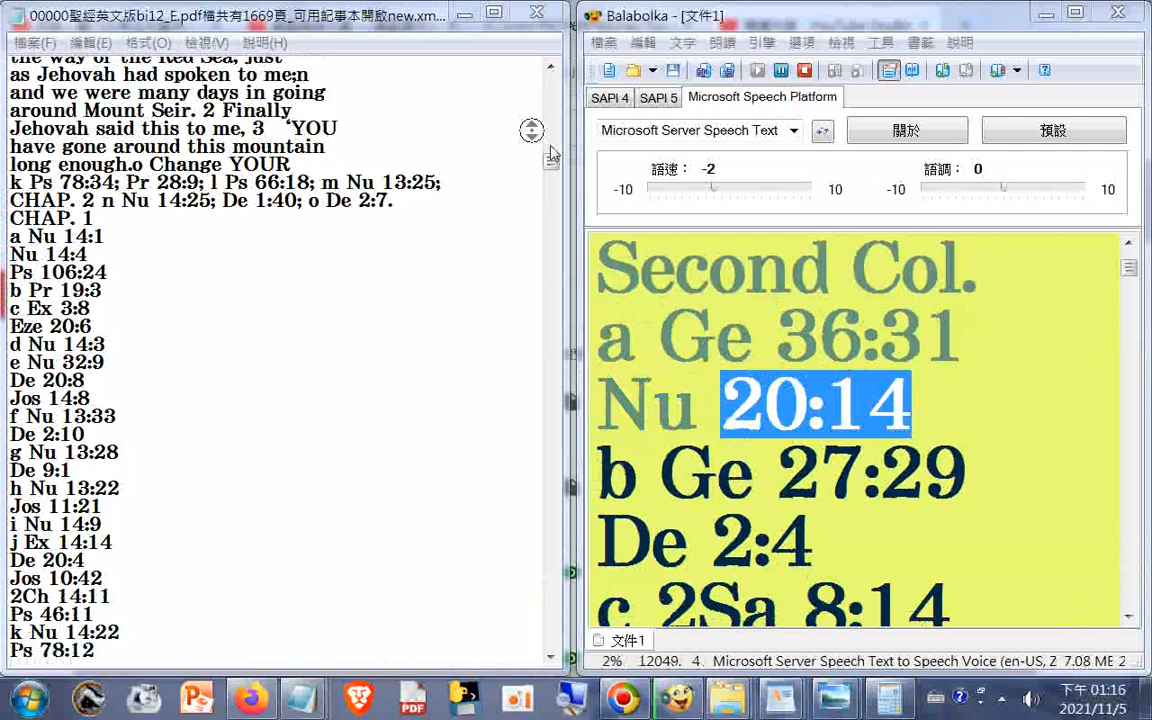 00000聖經英文版bi12_E.pdf檔共有1669頁_可用記事本開啟new.xm...
檔案(F) 編輯(E) 格式(O) 檢視(V) 說明(H)
the way of the Red Sea, just
as Jehovah had spoken to me;n
and we were many days in going
around Mount Seir. 2 Finally
Jehovah said this to me, 3 ‘YOU
have gone around this mountain
long enough.o Change YOUR
k Ps 78:34; Pr 28:9; l Ps 66:18; m Nu 13:25;
CHAP. 2 n Nu 14:25; De 1:40; o De 2:7.
CHAP. 1
a Nu 14:1
Nu 14:4
Ps 106:24
b Pr 19:3
c Ex 3:8
Eze 20:6
d Nu 14:3
e Nu 32:9
De 20:8
Jos 14:8
f Nu 13:33
De 2:10
g Nu 13:28
De 9:1
h Nu 13:22
Jos 11:21
i Nu 14:9
j Ex 14:14
De 20:4
Jos 10:42
2Ch 14:11
Ps 46:11
k Nu 14:22
Ps 78:12
Balabolka - [文件1]
檔案 編輯 文字 朗讀 引擎 選項 檢視 工具 書籤 說明
SAPI 4 SAPI 5 Microsoft Speech Platform
Microsoft Server Speech Text 關於 預設
語速： -2 語調： 0
-10 10 -10 10
Second Col.
a Ge 36:31
Nu 20:14
b Ge 27:29
De 2:4
c 2Sa 8:14
文件1
2% 12049. 4. Microsoft Server Speech Text to Speech Voice (en-US, Z 7.08 MB 2
PDF
下午 01:16
2021/11/5